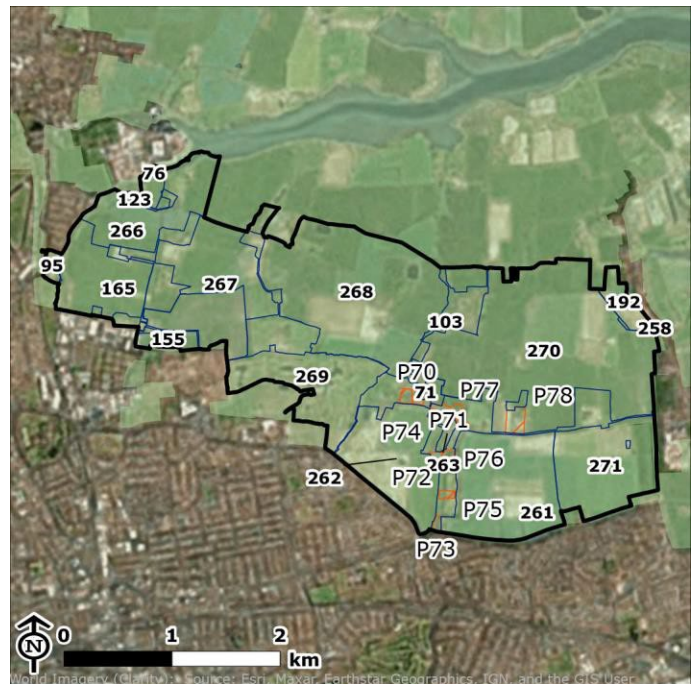 76
123
266
95
165
267
155
268
192
258
103
270
269
P70
71
P77
P78
P71
P74
P76
262
263
271
P72
P75
261
P73
N
0 1 2
km
World Imagery (Clarity): Source: Esri, Maxar, Earthstar Geographics, IGN, and the GIS User